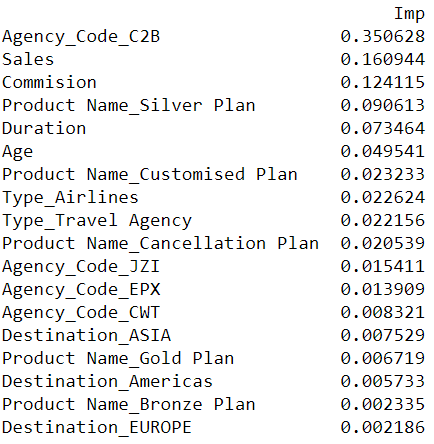 Imp
Agency_Code_C2B 0.350628
Sales 0.160944
Commision 0.124115
Product Name_Silver Plan 0.090613
Duration 0.073464
Age 0.049541
Product Name_Customised Plan 0.023233
Type_Airlines 0.022624
Type_Travel Agency 0.022156
Product Name_Cancellation Plan 0.020539
Agency_Code_JZI 0.015411
Agency_Code_EPX 0.013909
Agency_Code_CWT 0.008321
Destination_ASIA 0.007529
Product Name_Gold Plan 0.006719
Destination_Americas 0.005733
Product Name_Bronze Plan 0.002335
Destination_EUROPE 0.002186